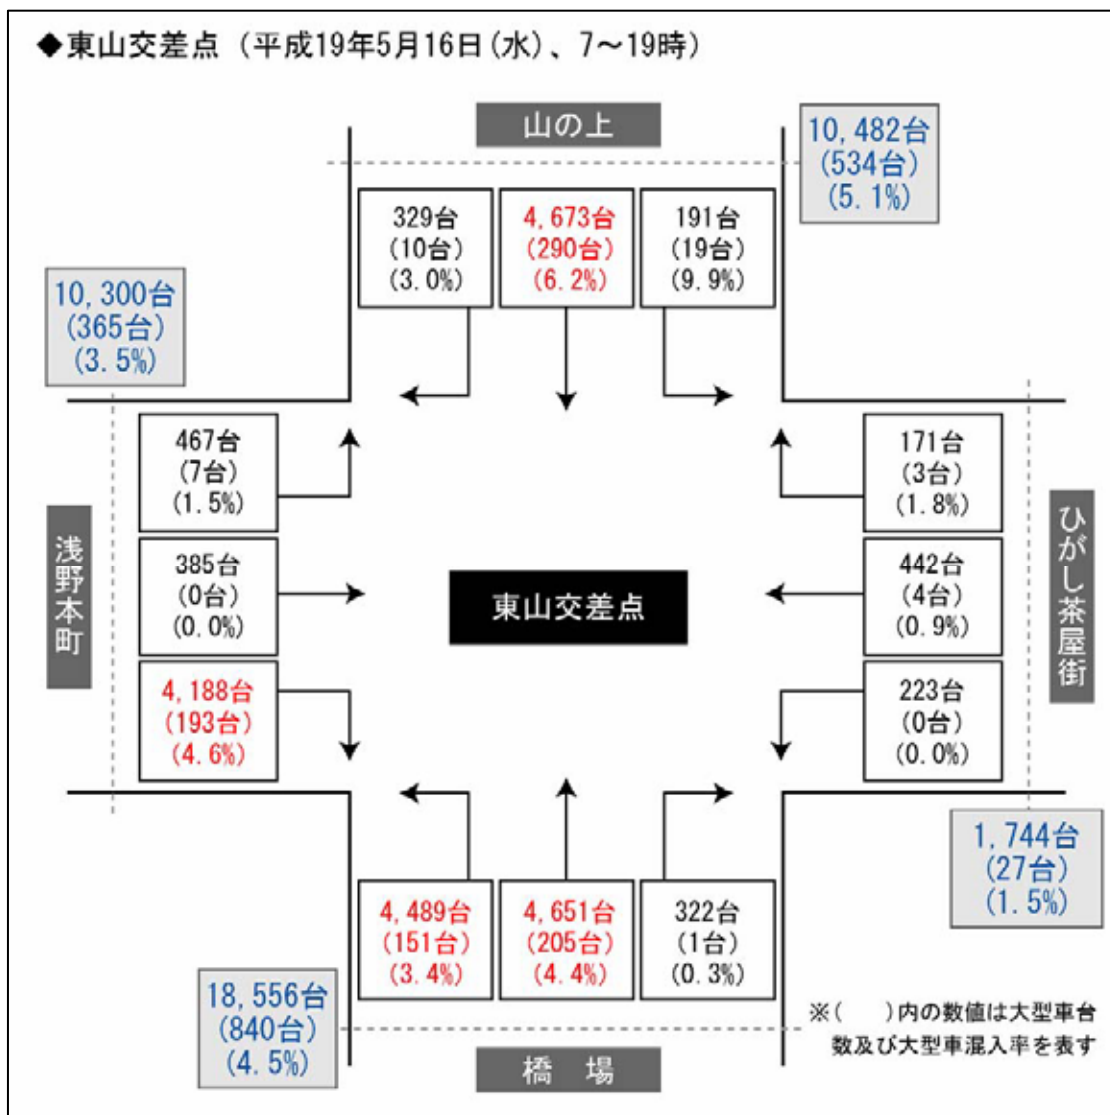 ◆東山交差点（平成19年5月16日(水)、7～19時）
山の上
10,482台
(534台)
(5.1%)
329台
(10台)
(3.0%)
4,673台
(290台)
(6.2%)
191台
(19台)
(9.9%)
10,300台
(365台)
(3.5%)
467台
(7台)
(1.5%)
171台
(3台)
(1.8%)
浅野本町
385台
(0台)
(0.0%)
東山交差点
442台
(4台)
(0.9%)
ひがし茶屋街
4,188台
(193台)
(4.6%)
223台
(0台)
(0.0%)
1,744台
(27台)
(1.5%)
4,489台
(151台)
(3.4%)
4,651台
(205台)
(4.4%)
322台
(1台)
(0.3%)
18,556台
(840台)
(4.5%)
橋　場
※(　　)内の数値は大型車台
数及び大型車混入率を表す